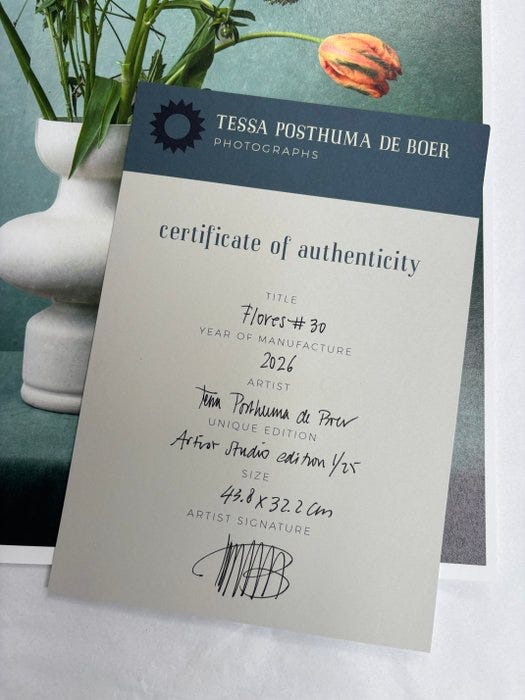 TESSA POSTHUMA DE BOER
PHOTOGRAPHS
certificate of authenticity
TITLE
Flores # 30
YEAR OF MANUFACTURE
2026
ARTIST
Tessa Posthuma de Boer
UNIQUE EDITION
Artist Studio edition 1/25
SIZE
43.8 x 32.2 cm
ARTIST SIGNATURE